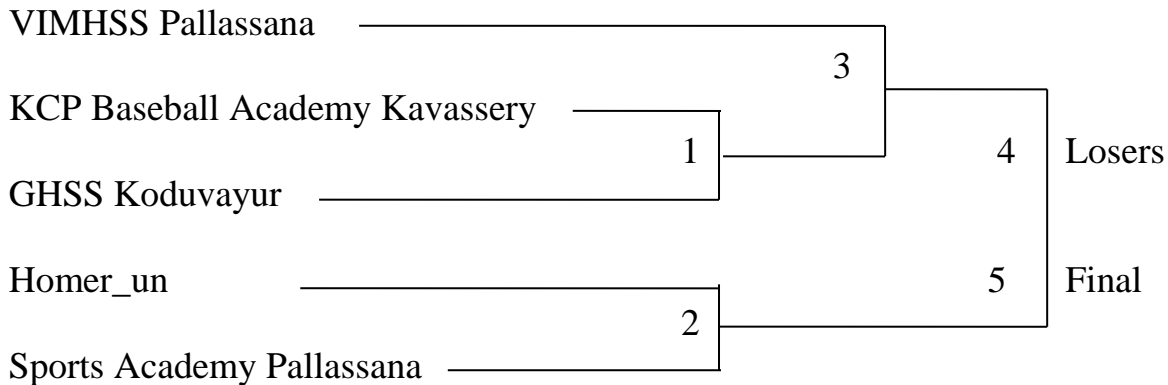 VIMHSS Pallassana
3
KCP Baseball Academy Kavassery
1
4 Losers
GHSS Koduvayur
Homer_un
5 Final
2
Sports Academy Pallassana